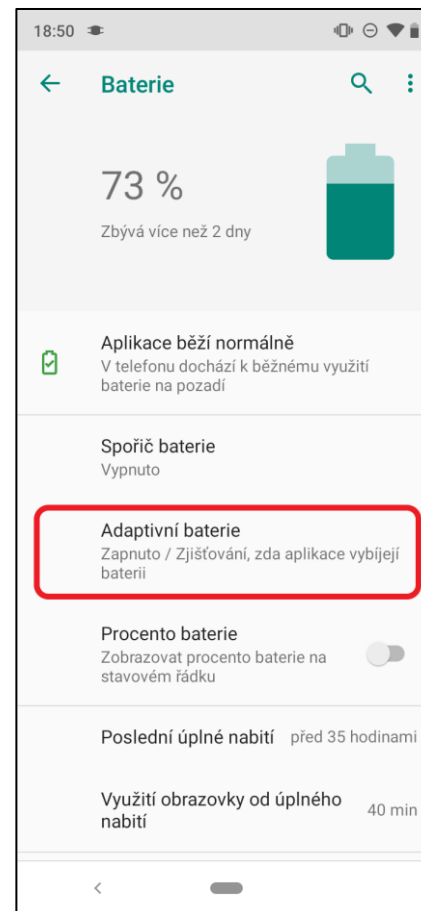 18:50
Baterie
73 %
Zbývá více než 2 dny
Aplikace běží normálně
V telefonu dochází k běžnému využití
baterie na pozadí
Spořič baterie
Vypnuto
Adaptivní baterie
Zapnuto / Zjišťování, zda aplikace vybíjejí
baterii
Procento baterie
Zobrazovat procento baterie na
stavovém řádku
Poslední úplné nabití před 35 hodinami
Využití obrazovky od úplného
nabití 40 min